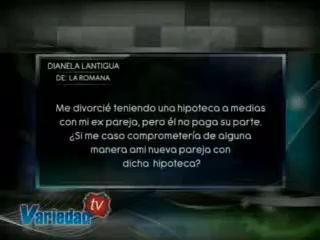 DIANELA LANTIGUA
DE: LA ROMANA
Me divorcié teniendo una hipoteca a medias
con mi ex pareja, pero él no paga su parte.
¿Si me caso comprometería de alguna
manera ami nueva pareja con
dicha hipoteca?
Variedad tv